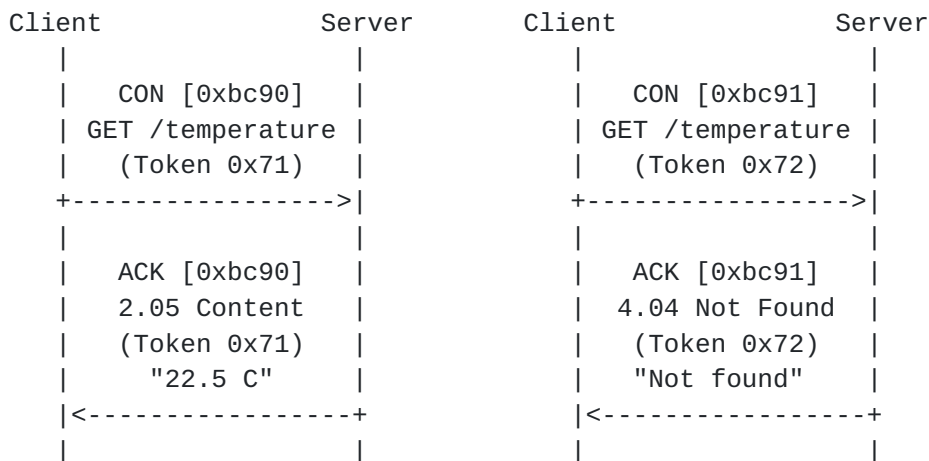 Client              Server       Client              Server
   |                  |             |                  |
   |   CON [0xbc90]   |             |   CON [0xbc91]   |
   | GET /temperature |             | GET /temperature |
   |   (Token 0x71)   |             |   (Token 0x72)   |
   +----------------->|             +----------------->|
   |                  |             |                  |
   |   ACK [0xbc90]   |             |   ACK [0xbc91]   |
   |   2.05 Content   |             |  4.04 Not Found  |
   |   (Token 0x71)   |             |   (Token 0x72)   |
   |     "22.5 C"     |             |   "Not found"    |
   |<-----------------+             |<-----------------+
   |                  |             |                  |